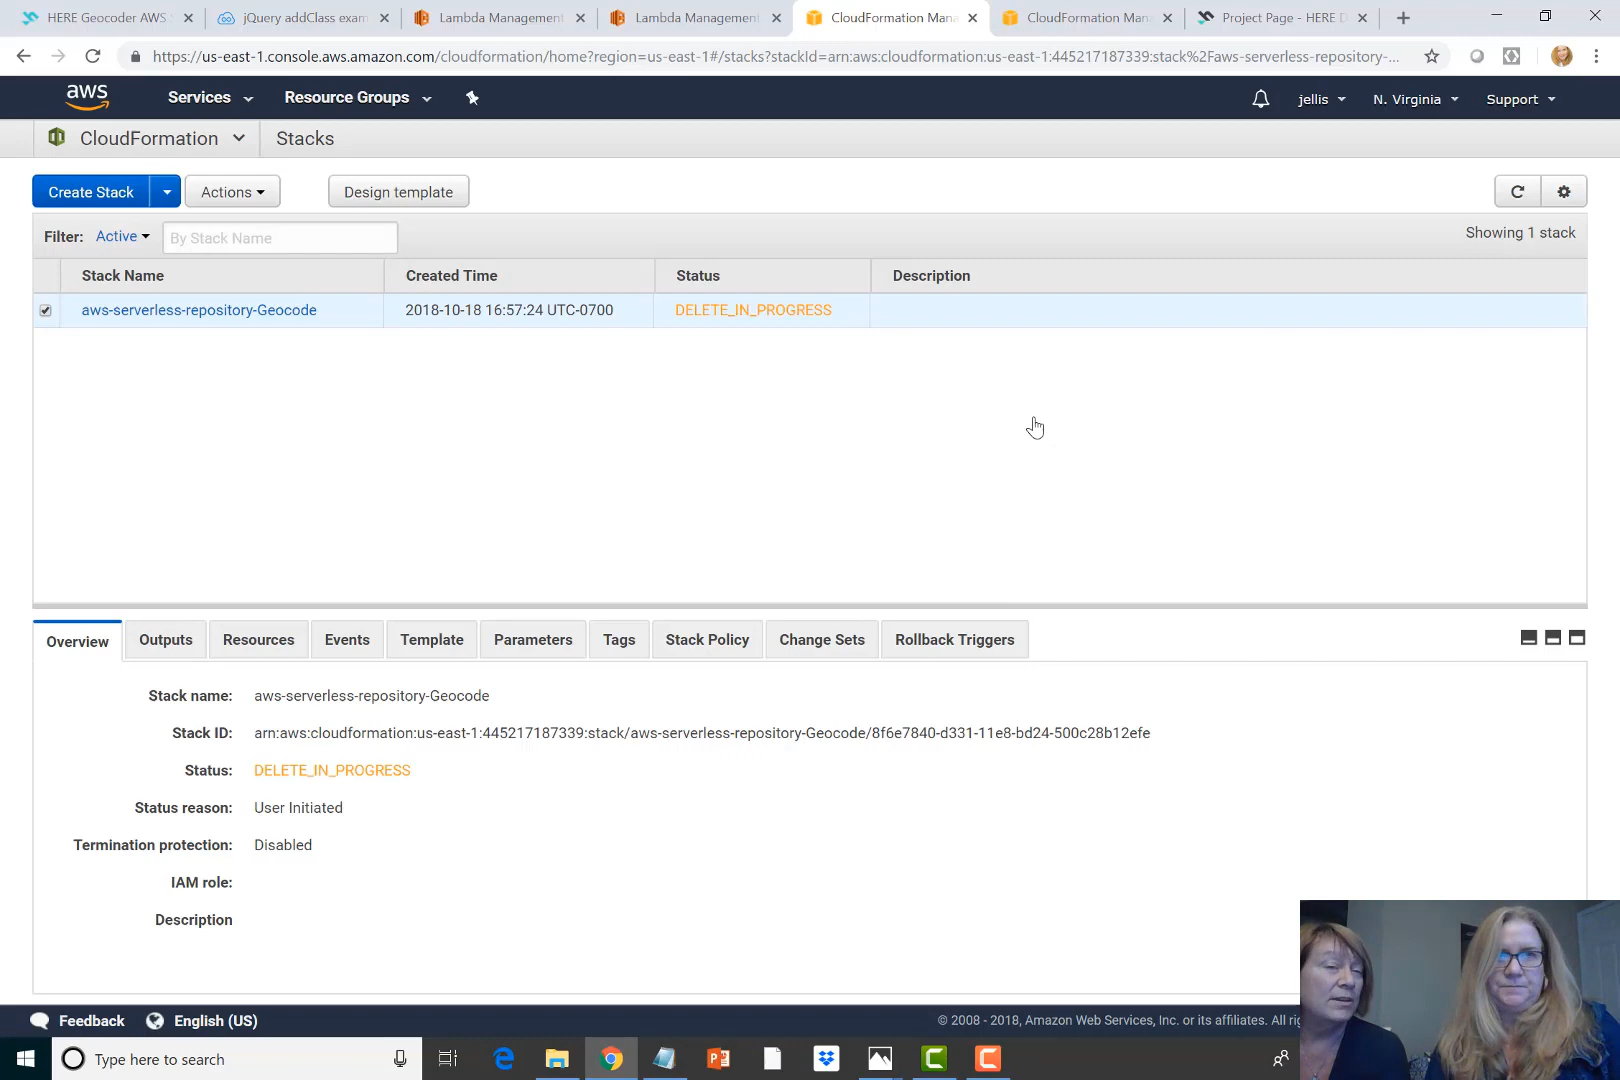 HERE Geocoder AWS
jQuery addClass exam
Lambda Management
Lambda Management
CloudFormation Mana
CloudFormation Mana
Project Page - HERE D
https://us-east-1.console.aws.amazon.com/cloudformation/home?region=us-east-1#/stacks?stackId=arn:aws:cloudformation:us-east-1:445217187339:stack%2Faws-serverless-repository-...
aws
Services
Resource Groups
jellis
N. Virginia
Support
CloudFormation
Stacks
Create Stack
Actions
Design template
Filter: Active
By Stack Name
Showing 1 stack
Stack Name
Created Time
Status
Description
aws-serverless-repository-Geocode
2018-10-18 16:57:24 UTC-0700
DELETE_IN_PROGRESS
Overview
Outputs
Resources
Events
Template
Parameters
Tags
Stack Policy
Change Sets
Rollback Triggers
Stack name: aws-serverless-repository-Geocode
Stack ID: arn:aws:cloudformation:us-east-1:445217187339:stack/aws-serverless-repository-Geocode/8f6e7840-d331-11e8-bd24-500c28b12efe
Status: DELETE_IN_PROGRESS
Status reason: User Initiated
Termination protection: Disabled
IAM role:
Description
Feedback
English (US)
© 2008 - 2018, Amazon Web Services, Inc. or its affiliates. All ri
Type here to search